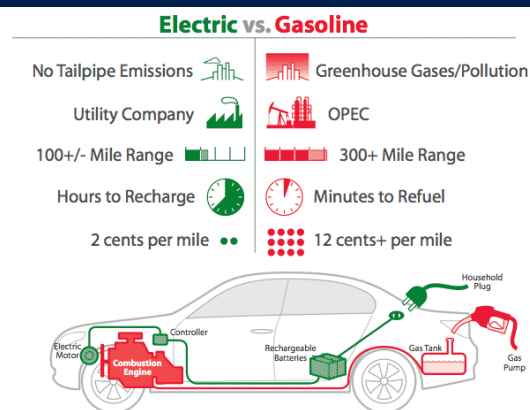 Electric vs. Gasoline
No Tailpipe Emissions
Greenhouse Gases/Pollution
Utility Company
OPEC
100+/- Mile Range
300+ Mile Range
Hours to Recharge
Minutes to Refuel
2 cents per mile
12 cents+ per mile
Household
Plug
Controller
Electric
Motor
Combustion
Engine
Rechargeable
Batteries
Gas Tank
Gas
Pump